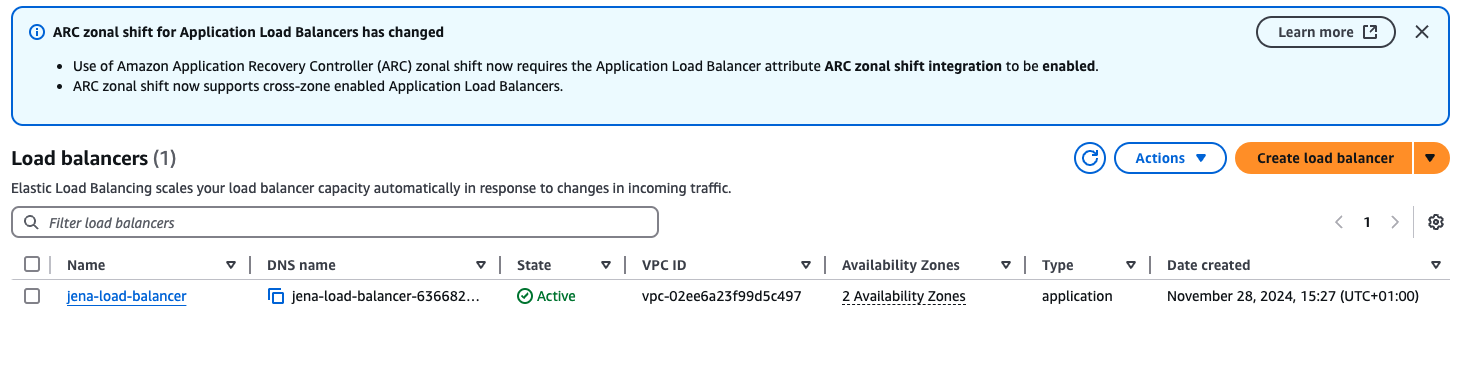 ARC zonal shift for Application Load Balancers has changed
Learn more
Use of Amazon Application Recovery Controller (ARC) zonal shift now requires the Application Load Balancer attribute ARC zonal shift integration to be enabled.
ARC zonal shift now supports cross-zone enabled Application Load Balancers.
Load balancers (1)
Actions
Create load balancer
Elastic Load Balancing scales your load balancer capacity automatically in response to changes in incoming traffic.
Filter load balancers
1
Name DNS name State VPC ID Availability Zones Type Date created
jena-load-balancer jena-load-balancer-636682... Active vpc-02ee6a23f99d5c497 2 Availability Zones application November 28, 2024, 15:27 (UTC+01:00)